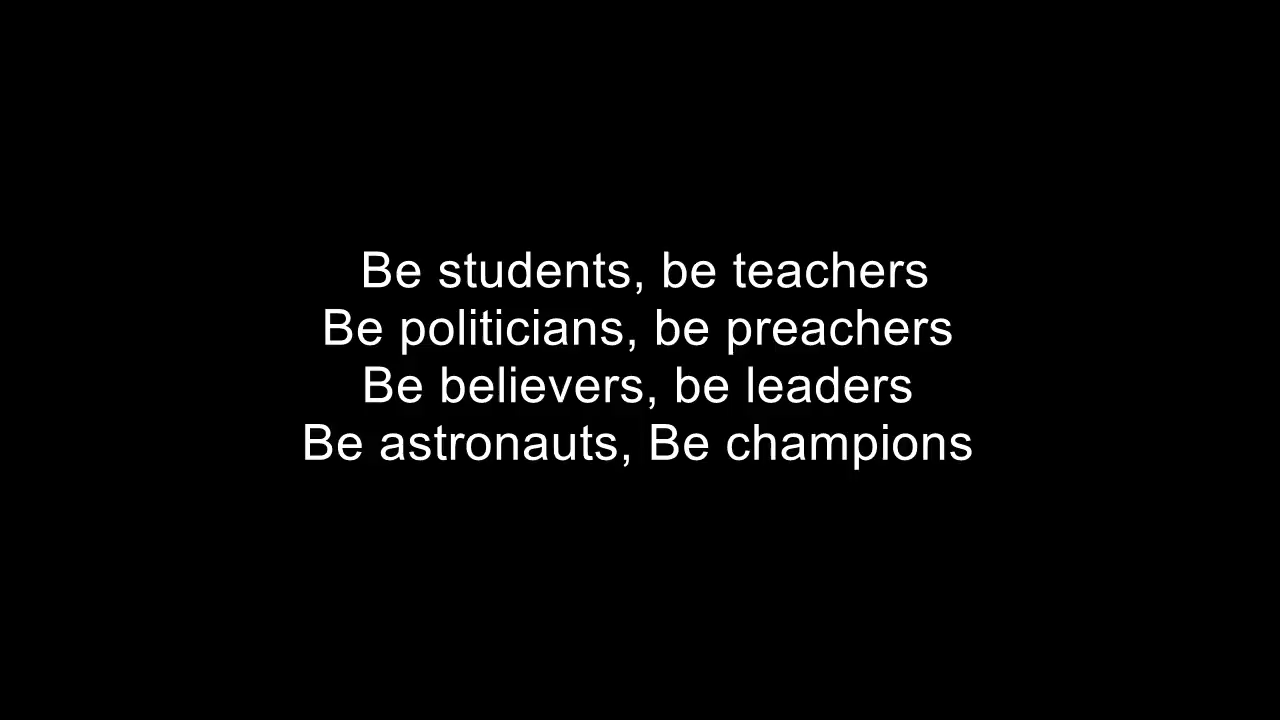 Be students, be teachers
Be politicians, be preachers
Be believers, be leaders
Be astronauts, Be champions